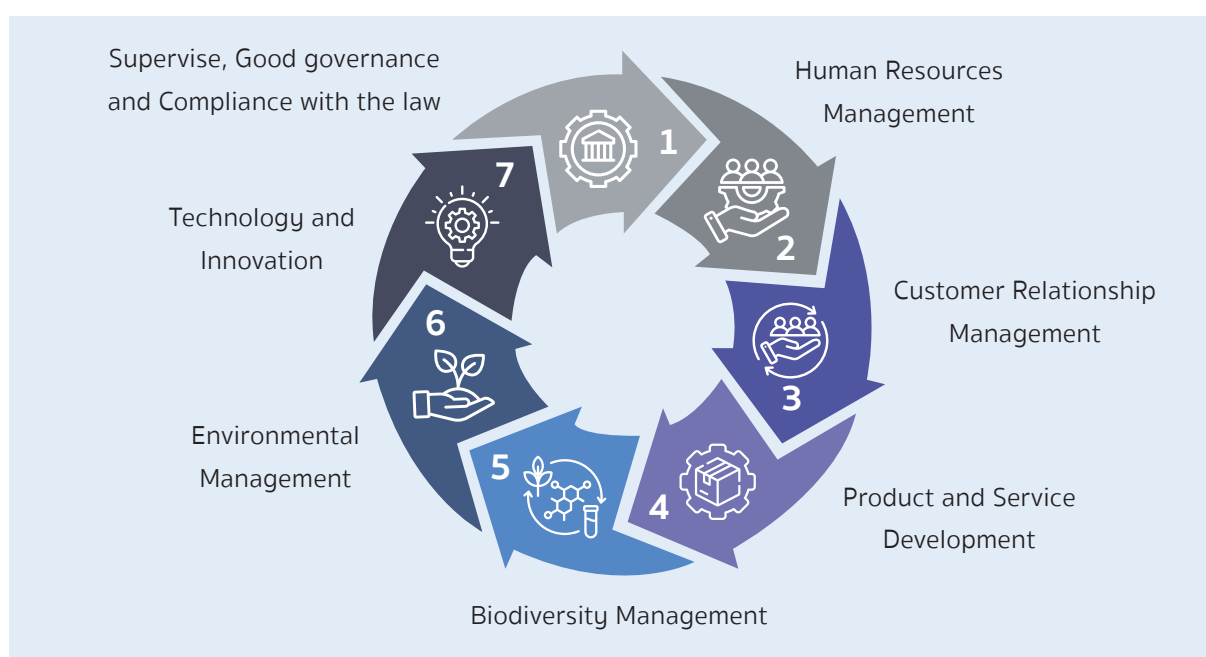 Supervise, Good governance
and Compliance with the law
1
Human Resources
Management
2
Customer Relationship
Management
3
Product and Service
Development
4
Biodiversity Management
5
Environmental
Management
6
Technology and
Innovation
7